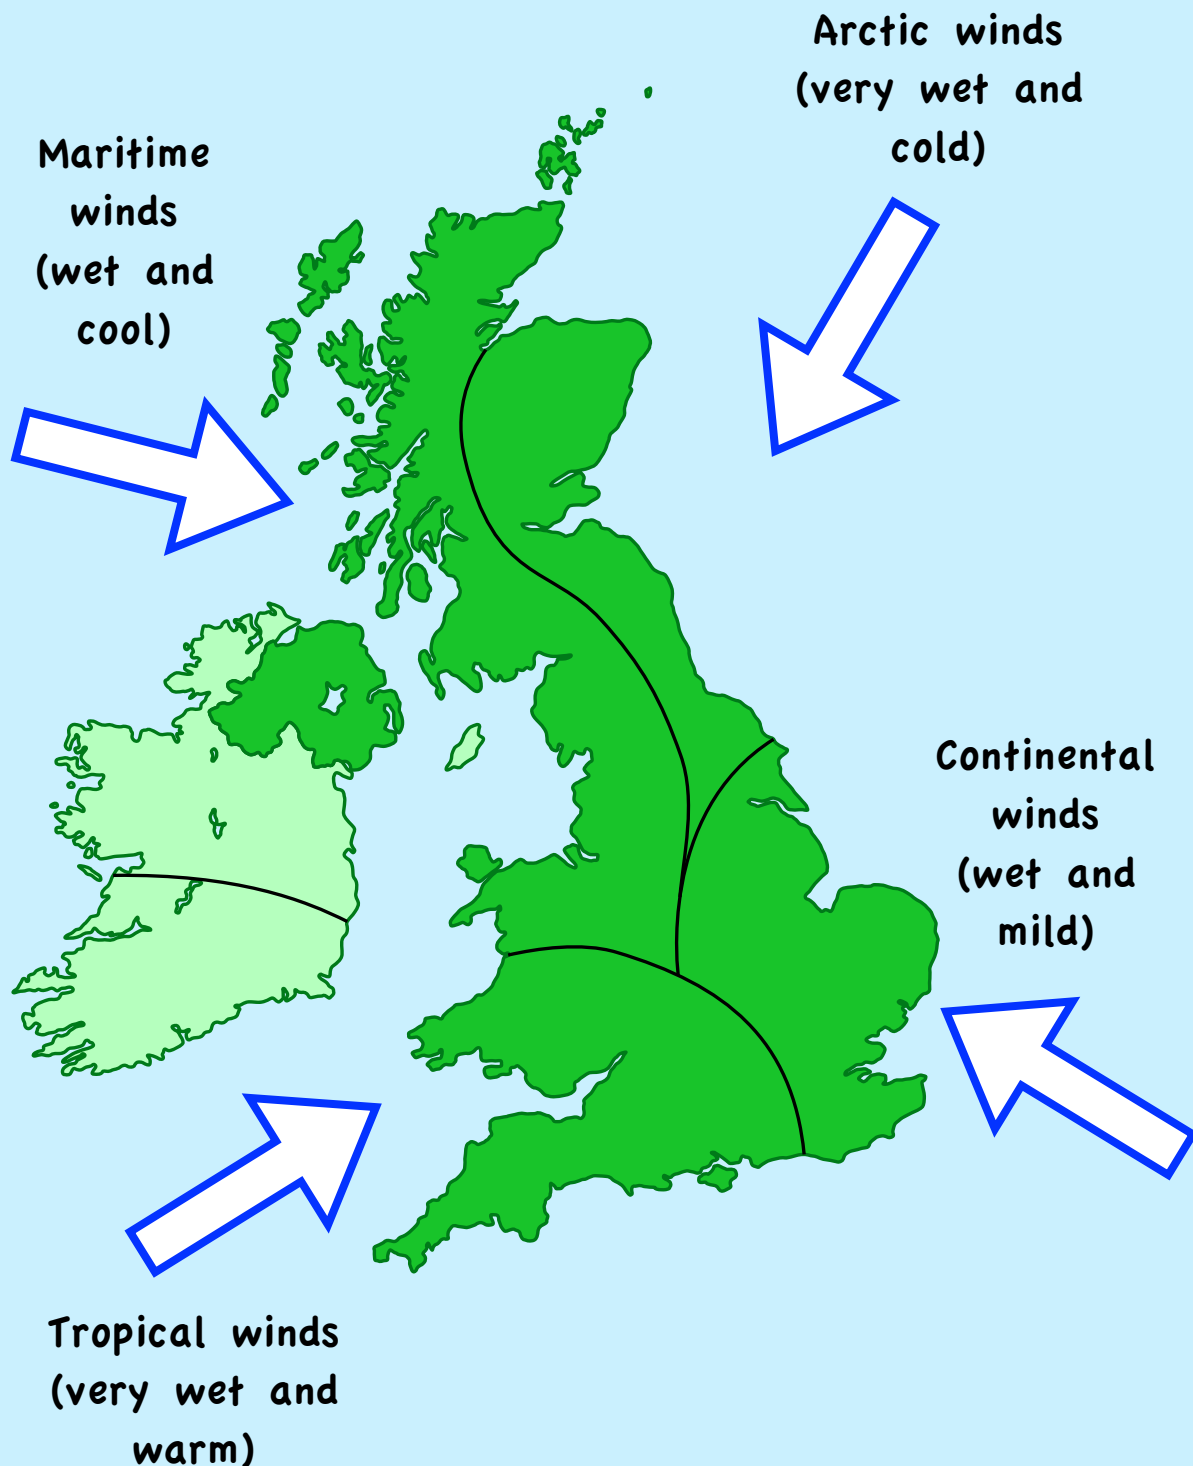 Arctic winds
(very wet and
cold)
Maritime
winds
(wet and
cool)
Continental
winds
(wet and
mild)
Tropical winds
(very wet and
warm)